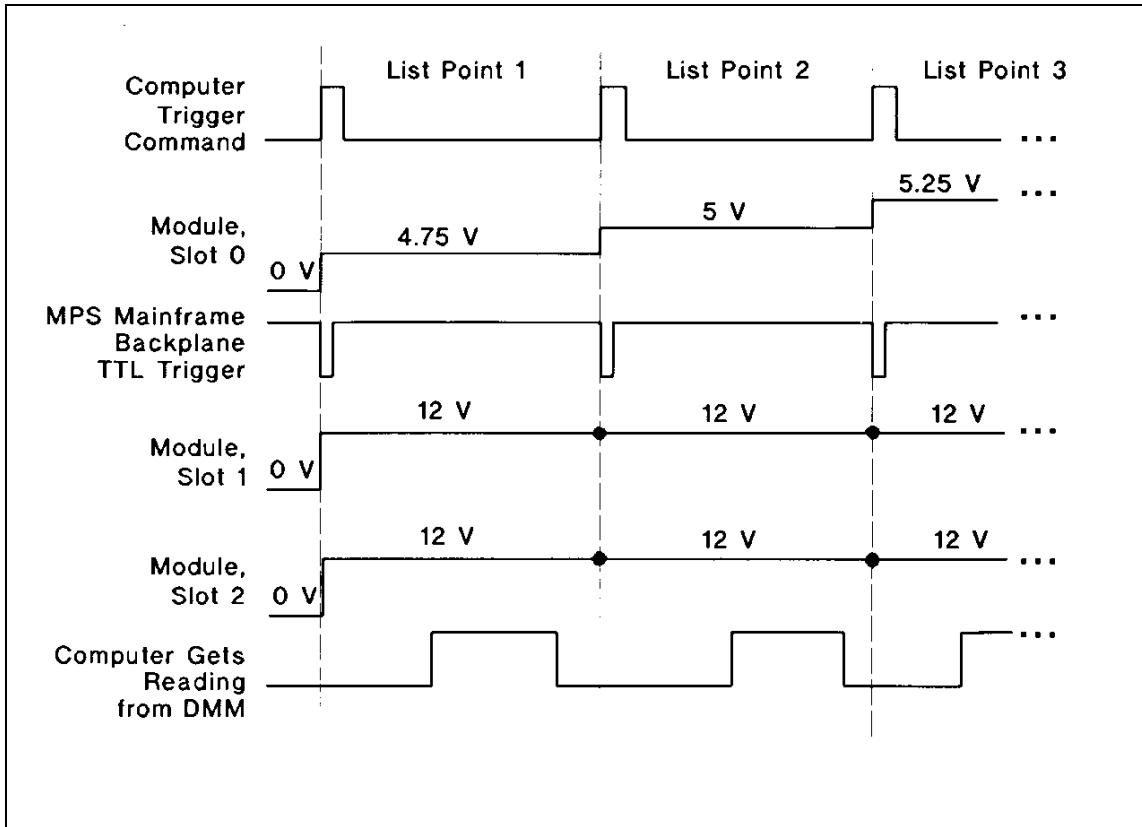 List Point 1
List Point 2
List Point 3
Computer
Trigger
Command
...
5.25 V
...
5 V
Module,
Slot 0
4.75 V
0 V
MPS Mainframe
Backplane
TTL Trigger
...
12 V
12 V
12 V
...
Module,
Slot 1
0 V
12 V
12 V
12 V
...
Module,
Slot 2
0 V
...
Computer Gets
Reading
from DMM